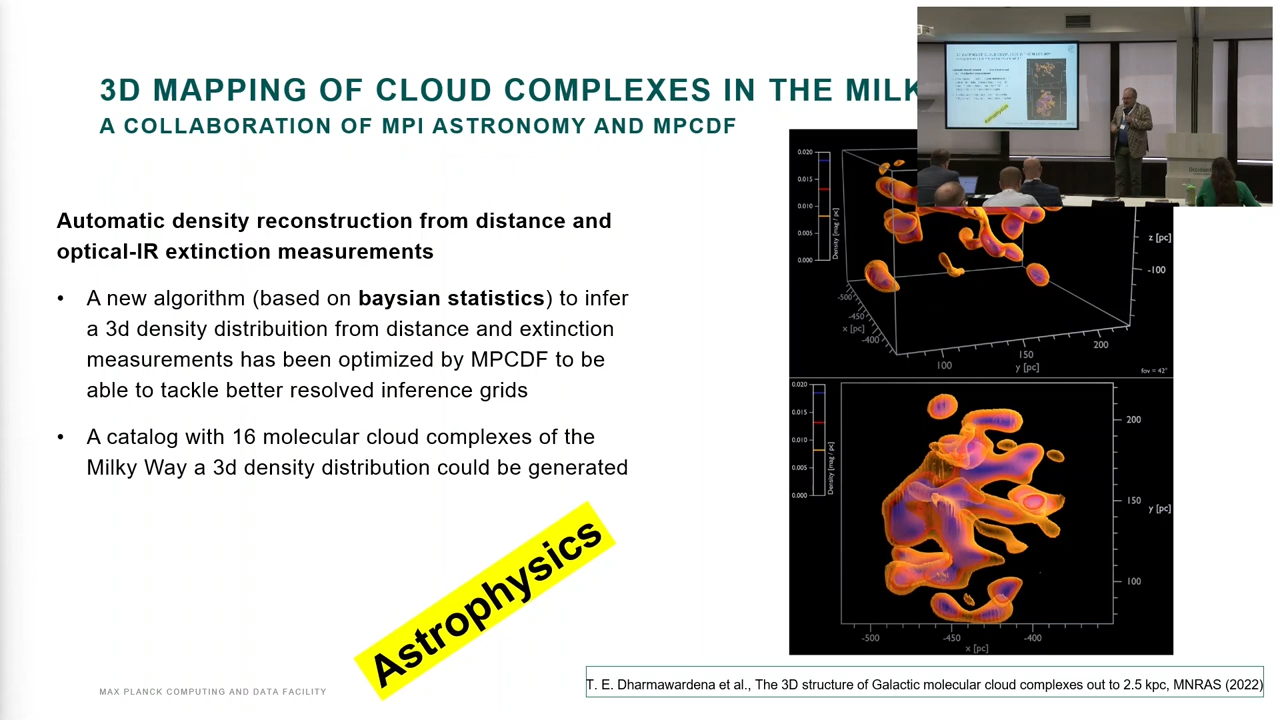 3D MAPPING OF CLOUD COMPLEXES IN THE MILK
A COLLABORATION OF MPI ASTRONOMY AND MPCDF
Automatic density reconstruction from distance and
optical-IR extinction measurements
• A new algorithm (based on baysian statistics) to infer
a 3d density distribuition from distance and extinction
measurements has been optimized by MPCDF to be
able to tackle better resolved inference grids
• A catalog with 16 molecular cloud complexes of the
Milky Way a 3d density distribution could be generated
Astrophysics
0.020
0.015
0.010
0.005
0.000
Density [mag / pc]
z [pc]
-100
-500
-450
-400
x [pc]
100
150
200
y [pc]
fov = 42°
0.020
0.015
0.010
0.005
0.000
Density [mag / pc]
200
150
100
y [pc]
-500
-450
-400
x [pc]
MAX PLANCK COMPUTING AND DATA FACILITY
T. E. Dharmawardena et al., The 3D structure of Galactic molecular cloud complexes out to 2.5 kpc, MNRAS (2022)